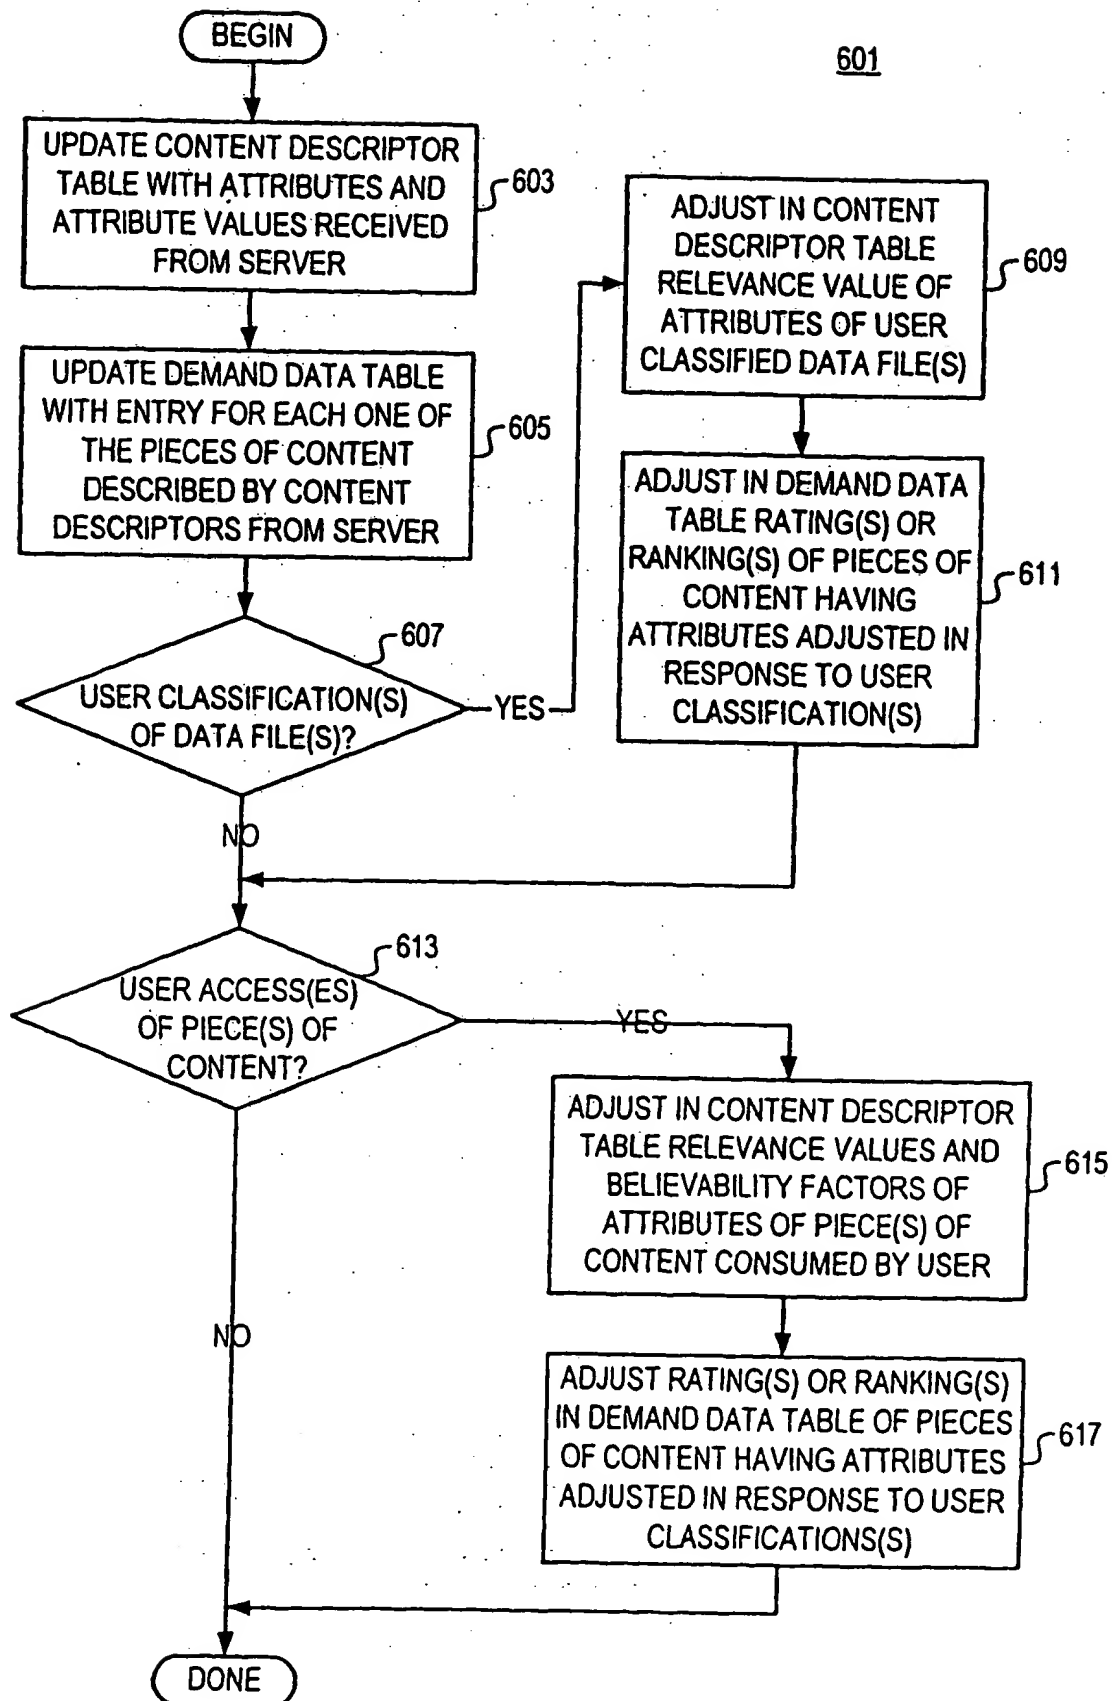 BEGIN
601
UPDATE CONTENT DESCRIPTOR
TABLE WITH ATTRIBUTES AND
ATTRIBUTE VALUES RECEIVED
FROM SERVER
603
UPDATE DEMAND DATA TABLE
WITH ENTRY FOR EACH ONE OF
THE PIECES OF CONTENT
DESCRIBED BY CONTENT
DESCRIPTORS FROM SERVER
605
607
USER CLASSIFICATION(S)
OF DATA FILE(S)?
YES
NO
ADJUST IN CONTENT
DESCRIPTOR TABLE
RELEVANCE VALUE OF
ATTRIBUTES OF USER
CLASSIFIED DATA FILE(S)
609
ADJUST IN DEMAND DATA
TABLE RATING(S) OR
RANKING(S) OF PIECES OF
CONTENT HAVING
ATTRIBUTES ADJUSTED IN
RESPONSE TO USER
CLASSIFICATION(S)
611
613
USER ACCESS(ES)
OF PIECE(S) OF
CONTENT?
YES
NO
ADJUST IN CONTENT DESCRIPTOR
TABLE RELEVANCE VALUES AND
BELIEVABILITY FACTORS OF
ATTRIBUTES OF PIECE(S) OF
CONTENT CONSUMED BY USER
615
ADJUST RATING(S) OR RANKING(S)
IN DEMAND DATA TABLE OF PIECES
OF CONTENT HAVING ATTRIBUTES
ADJUSTED IN RESPONSE TO USER
CLASSIFICATIONS(S)
617
DONE